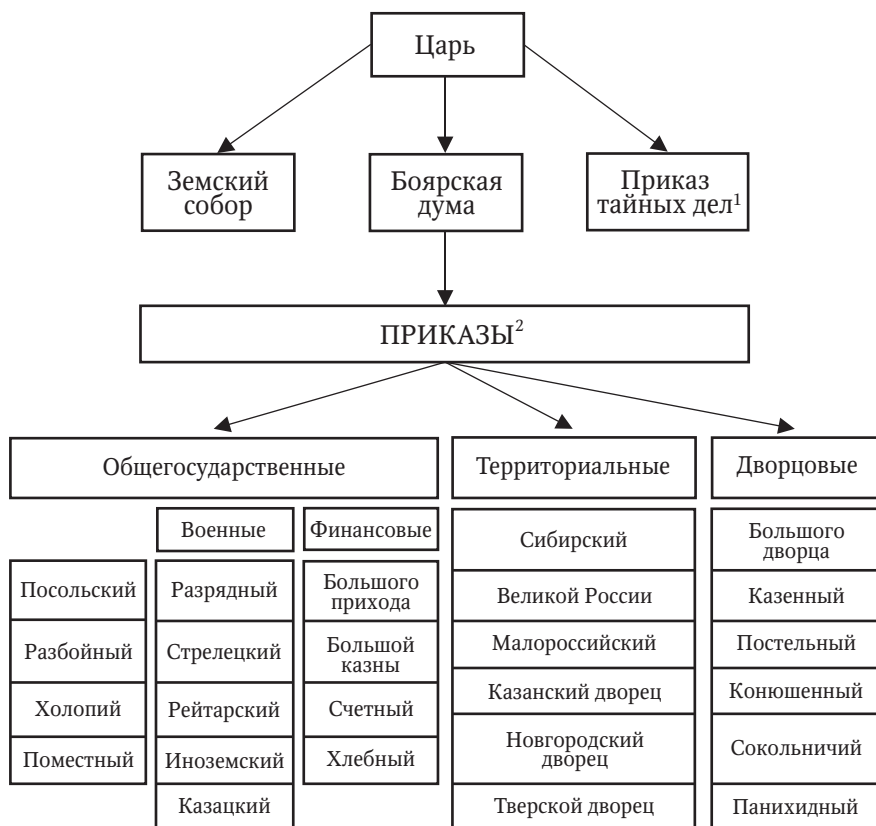 Царь
Земский
собор
Боярская
дума
Приказ
тайных дел¹
ПРИКАЗЫ²
Общегосударственные
Территориальные
Дворцовые
Военные
Финансовые
Посольский
Разбойный
Холопий
Поместный
Разрядный
Стрелецкий
Рейтарский
Иноземский
Казацкий
Большого
прихода
Большой
казны
Счетный
Хлебный
Сибирский
Великой России
Малороссийский
Казанский дворец
Новгородский
дворец
Тверской дворец
Большого
дворца
Казенный
Постельный
Конюшенный
Сокольничий
Панихидный